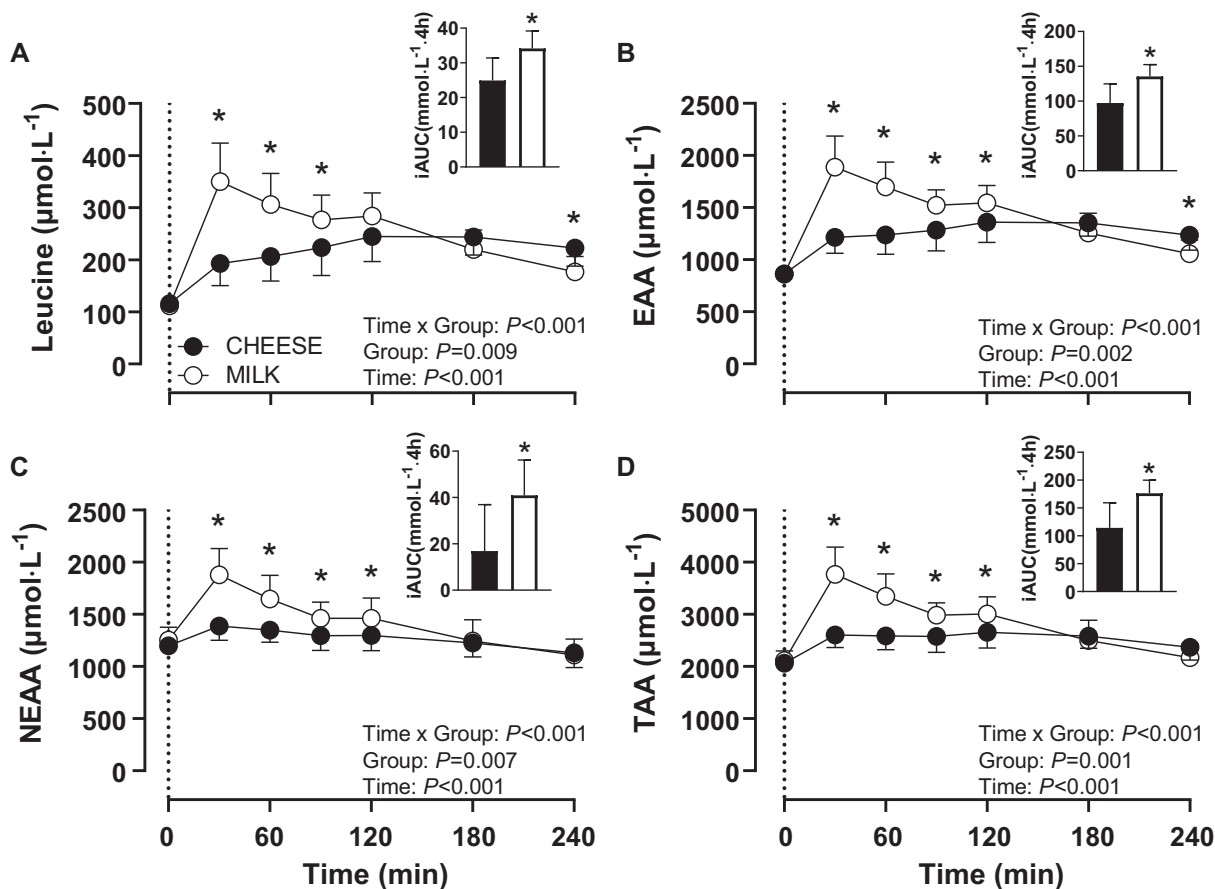 A
Leucine (µmol·L⁻¹)
500
400
300
200
100
0
* * * *
CHEESE
MILK
Time x Group: P<0.001
Group: P=0.009
Time: P<0.001
iAUC(mmol·L⁻¹.4h)
40
30
20
10
0
*
B
EAA (µmol·L⁻¹)
2500
2000
1500
1000
500
0
* * * * *
Time x Group: P<0.001
Group: P=0.002
Time: P<0.001
iAUC(mmol·L⁻¹.4h)
200
150
100
50
0
*
C
NEAA (µmol·L⁻¹)
2500
2000
1500
1000
500
0
* * * *
Time x Group: P<0.001
Group: P=0.007
Time: P<0.001
iAUC(mmol·L⁻¹.4h)
60
40
20
0
*
0 60 120 180 240
Time (min)
D
TAA (µmol·L⁻¹)
5000
4000
3000
2000
1000
0
* * * *
Time x Group: P<0.001
Group: P=0.001
Time: P<0.001
iAUC(mmol·L⁻¹.4h)
250
200
150
100
50
0
*
0 60 120 180 240
Time (min)